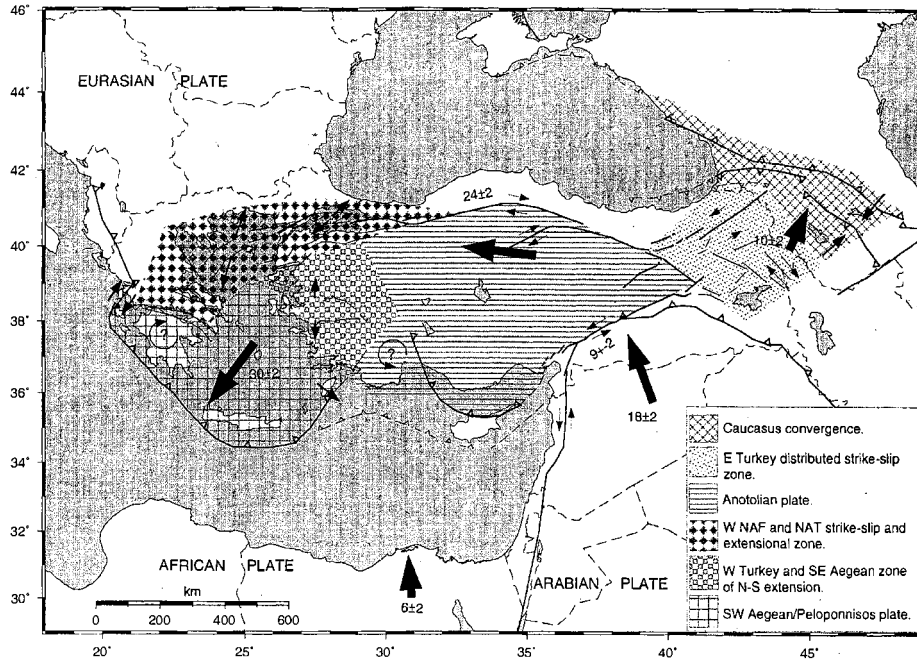 46°
44°
42°
40°
38°
36°
34°
32°
30°
20°
25°
30°
35°
40°
45°
EURASIAN PLATE
24±2
10±2
?
30±2
?
9+-2
18±2
AFRICAN PLATE
ARABIAN PLATE
6±2
km
0 200 400 600
Caucasus convergence.
E Turkey distributed strike-slip
zone.
Anotolian plate.
W NAF and NAT strike-slip and
extensional zone.
W Turkey and SE Aegean zone
of N-S extension.
SW Aegean/Peloponnisos plate.